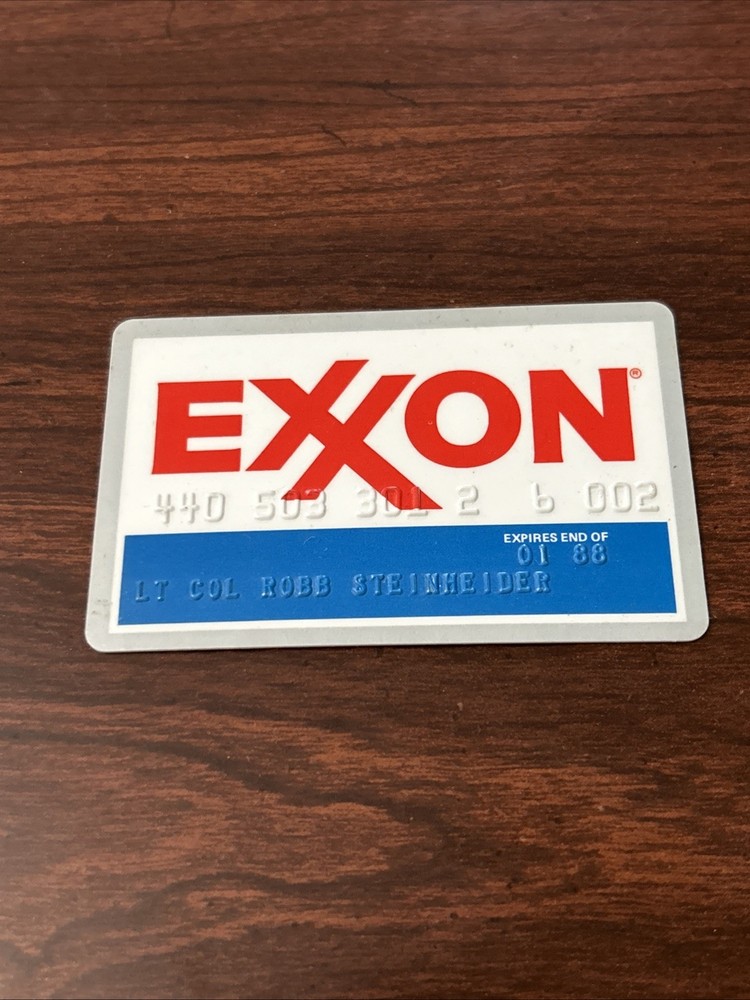 EXXON®
440 503 301 2 6 002
EXPIRES END OF
01 88
LT COL ROBB STEINHEIDER